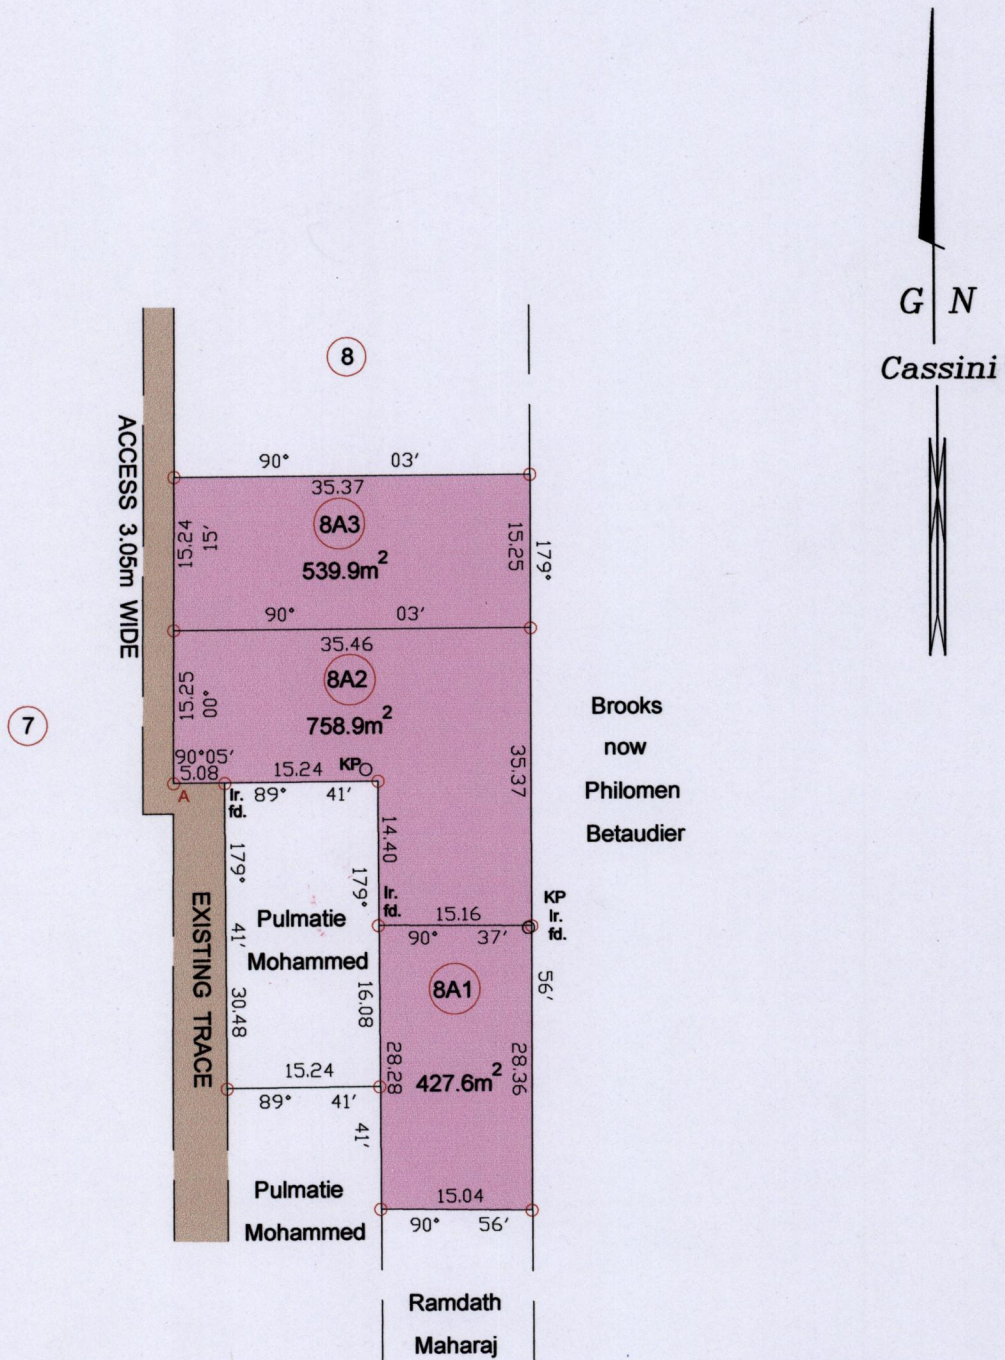 G N
Cassini
8
ACCESS 3.05m WIDE
90° 03'
35.37
8A3
539.9m²
15.24
15'
15.25
179°
90° 03'
35.46
8A2
758.9m²
15.25
00°
7
Brooks
now
Philomen
Betaudier
90°05'
5.08
A
15.24
KP
Ir.
fd.
89° 41'
35.37
14.40
179°
179°
Ir.
fd.
15.16
90° 37'
KP
Ir.
fd.
EXISTING TRACE
41'
30.48
Pulmatie
Mohammed
16.08
8A1
56'
427.6m²
28.28
28.36
15.24
89° 41'
41'
Pulmatie
Mohammed
15.04
90° 56'
Ramdath
Maharaj